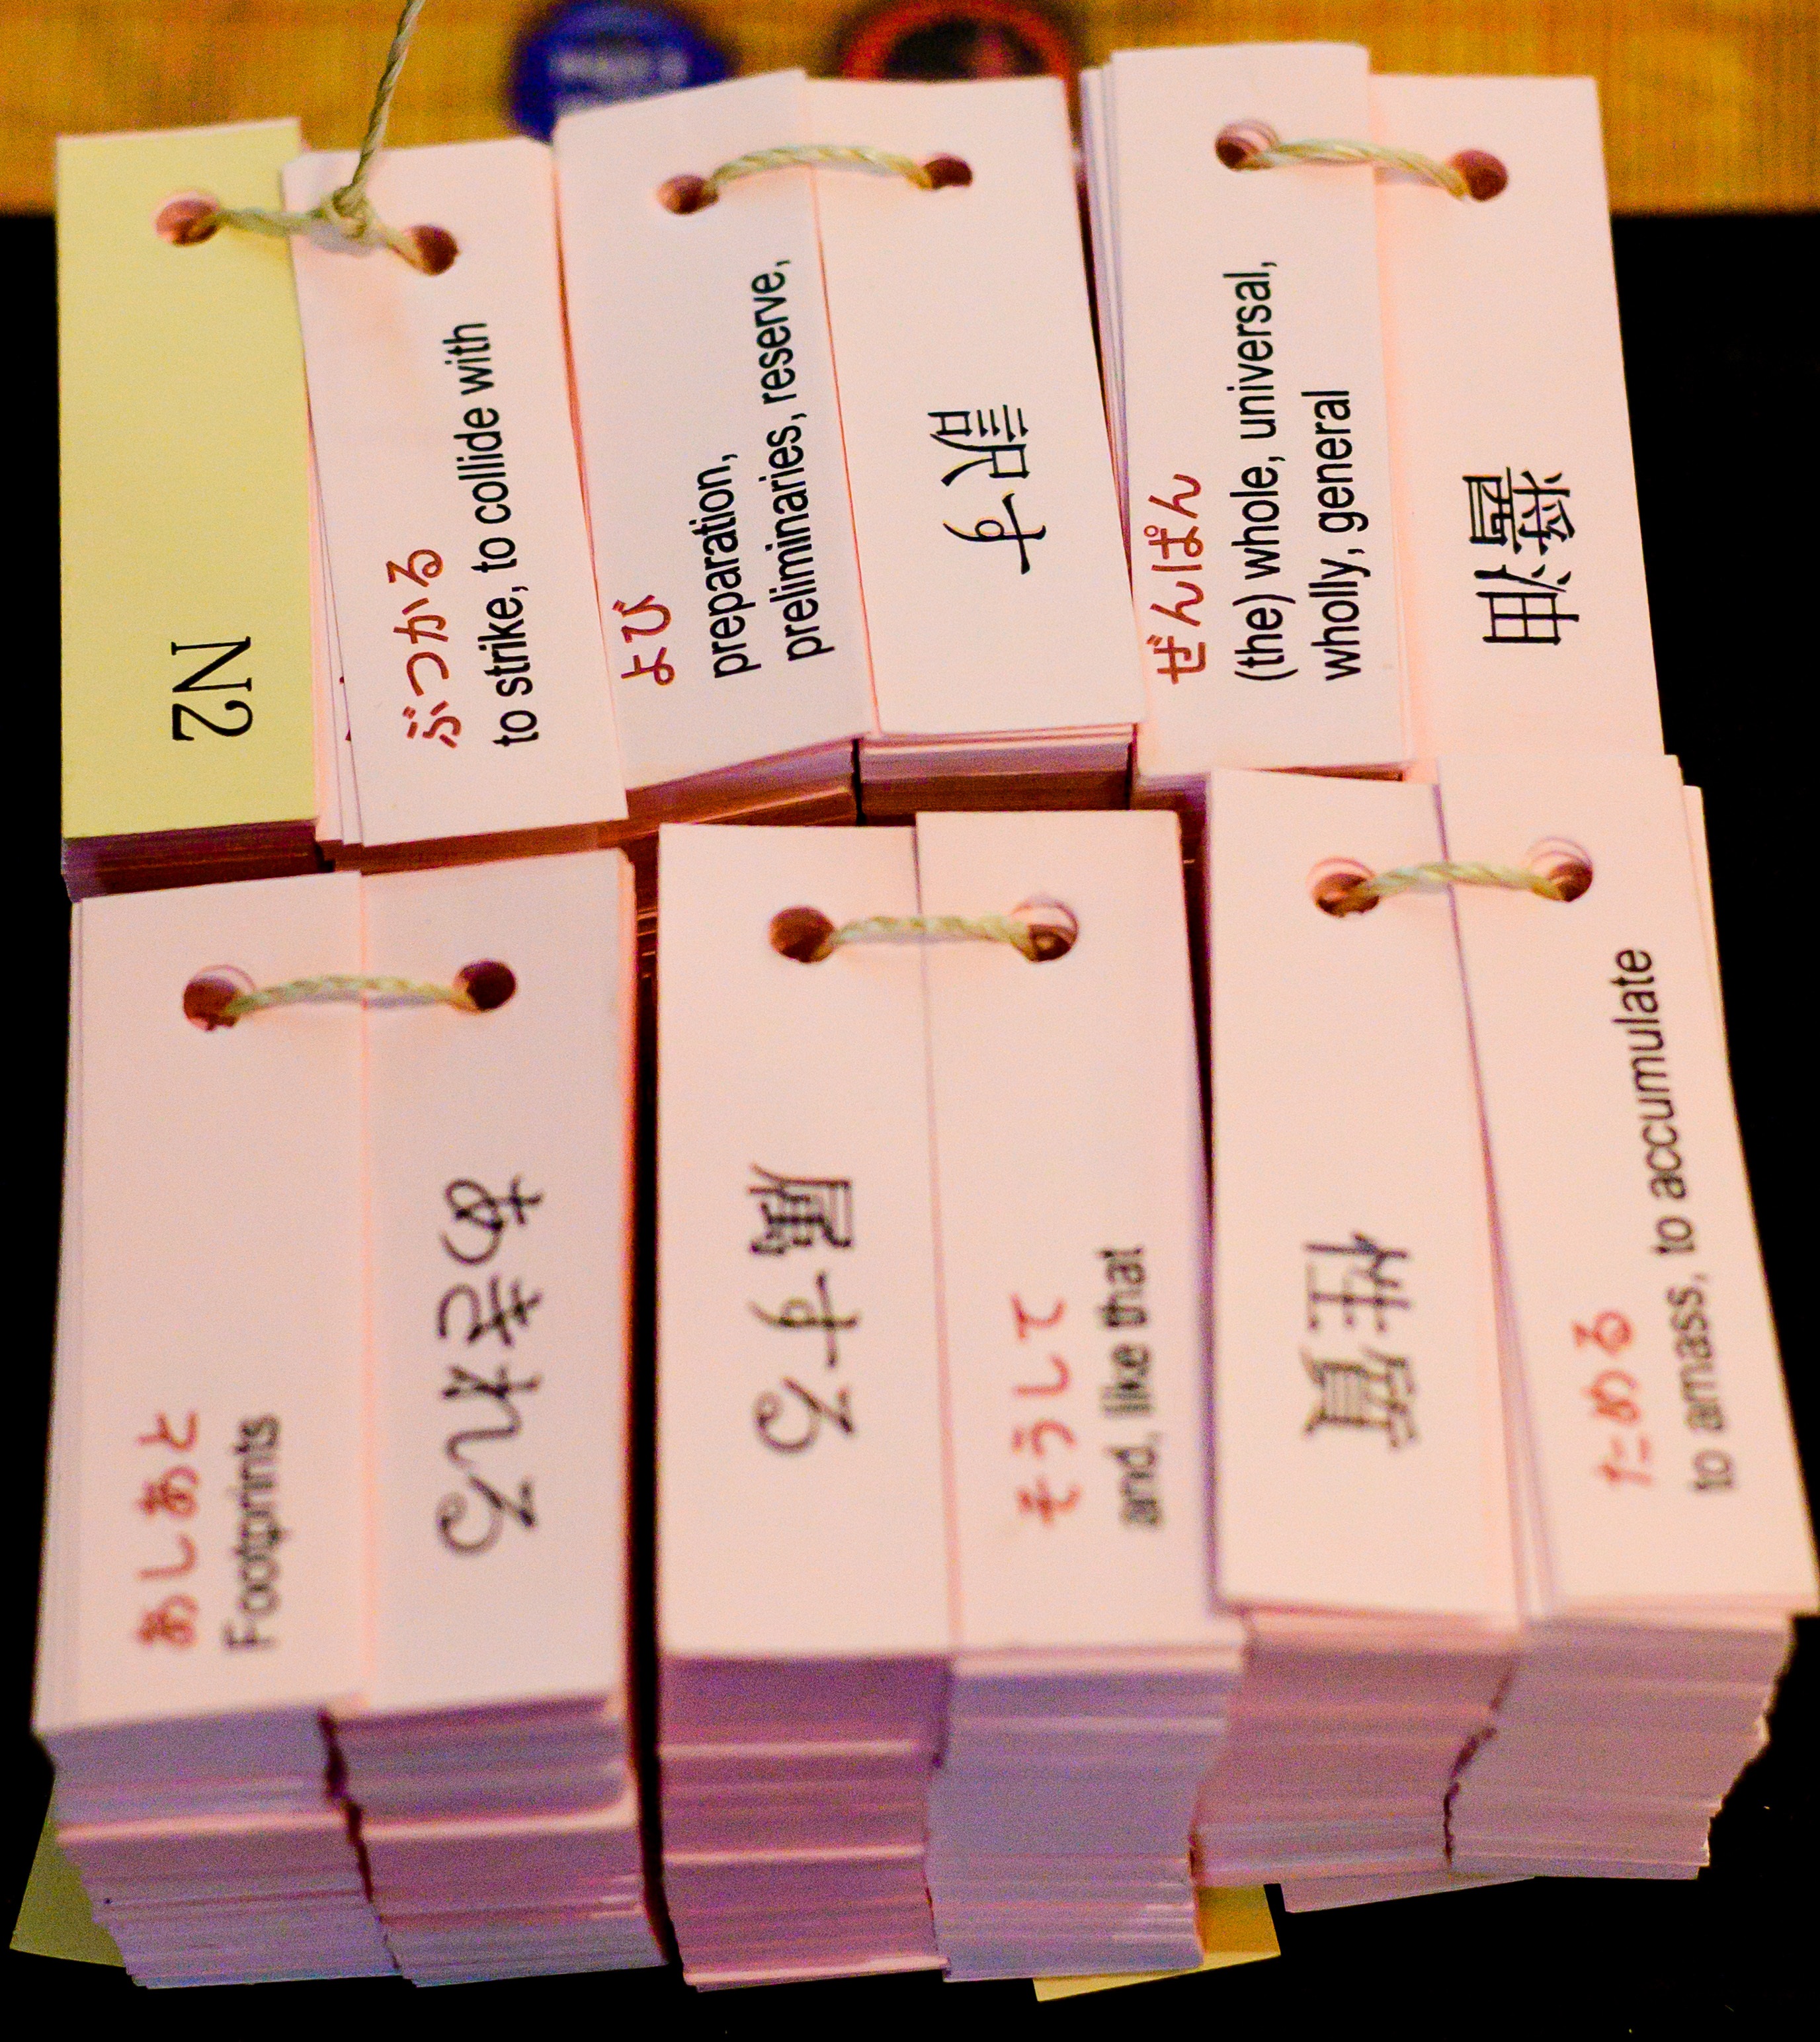 N2
ぶつかる
to strike, to collide with
よび
preparation,
preliminaries, reserve,
訳す
ぜんぱん
(the) whole, universal,
wholly, general
醤油
あしあと
Footprints
あきれる
属する
そうして
and, like that
性質
ためる
to amass, to accumulate